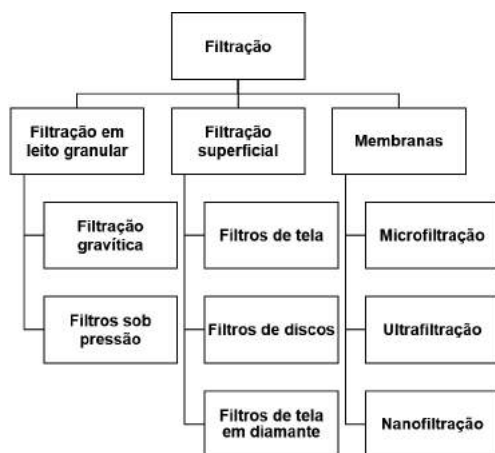 Filtração
Filtração em
leito granular
Filtração
superficial
Membranas
Filtração
gravítica
Filtros de tela
Microfiltração
Filtros sob
pressão
Filtros de discos
Ultrafiltração
Filtros de tela
em diamante
Nanofiltração